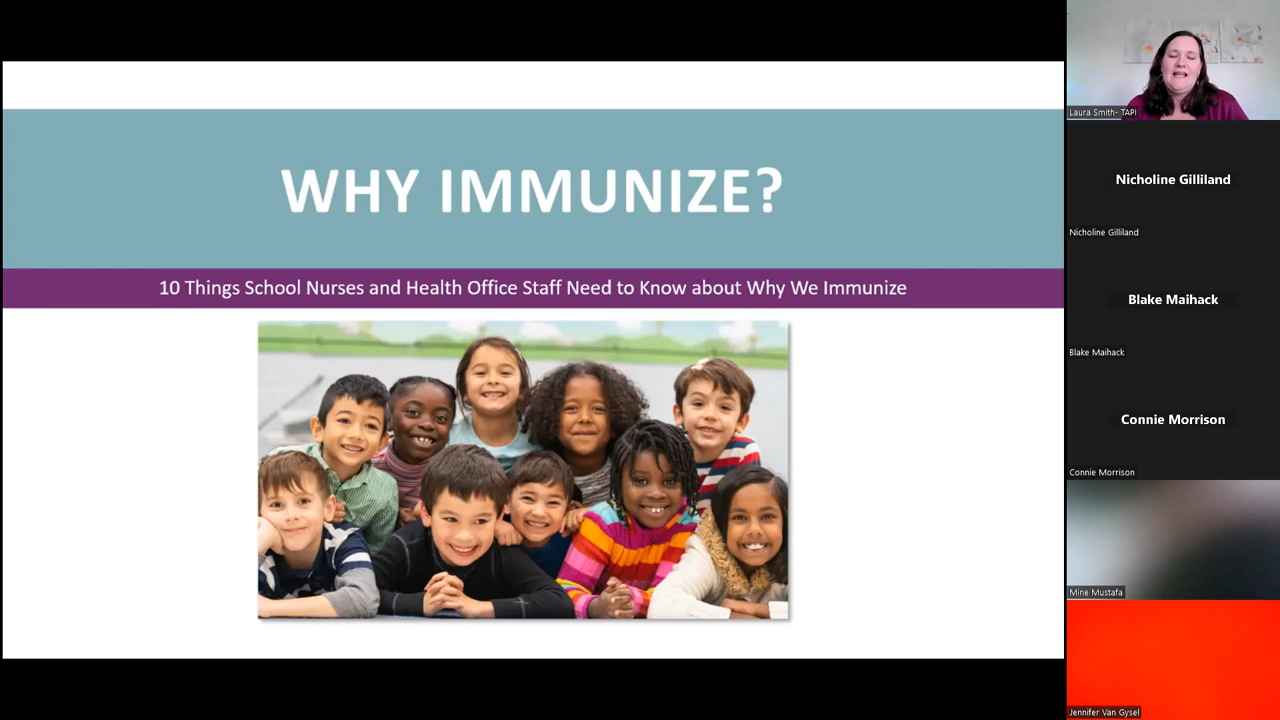 WHY IMMUNIZE?
10 Things School Nurses and Health Office Staff Need to Know about Why We Immunize
Laura Smith- TAPI
Nicholine Gilliland
Nicholine Gilliland
Blake Maihack
Blake Maihack
Connie Morrison
Connie Morrison
Mine Mustafa
Jennifer Van Gysel